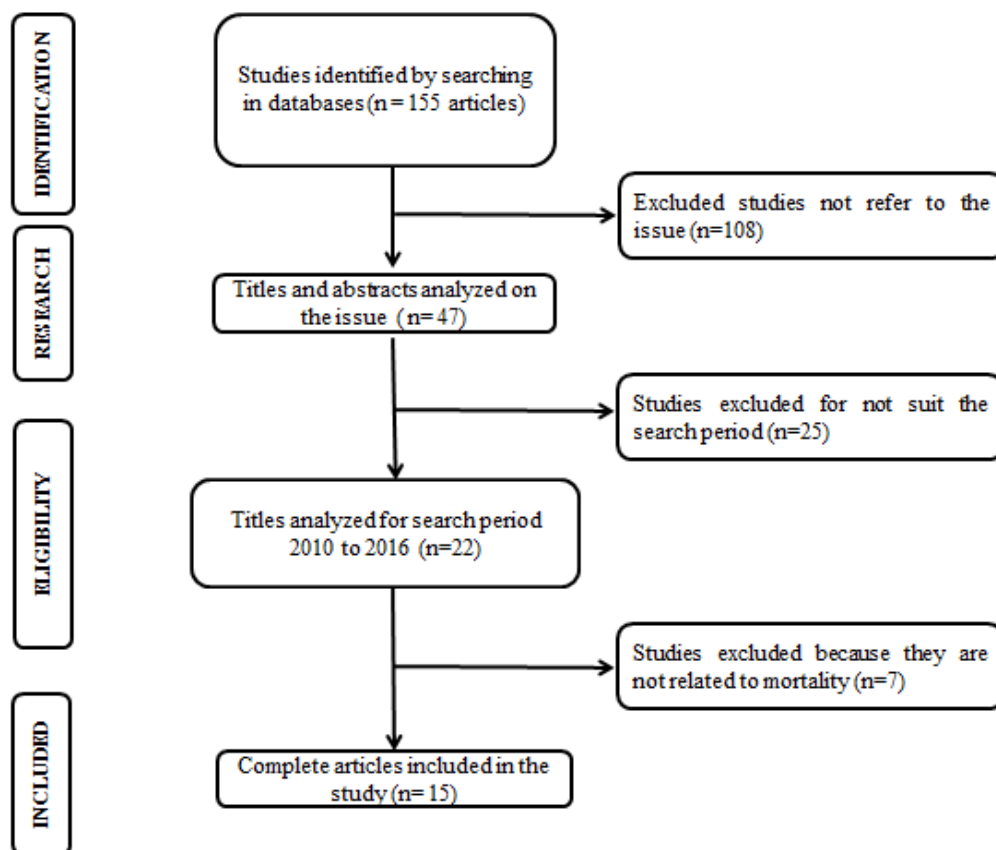 IDENTIFICATION
Studies identified by searching
in databases (n = 155 articles)
Excluded studies not refer to the
issue (n=108)
RESEARCH
Titles and abstracts analyzed on
the issue (n=47)
Studies excluded for not suit the
search period (n=25)
ELIGIBILITY
Titles analyzed for search period
2010 to 2016 (n=22)
Studies excluded because they are
not related to mortality (n=7)
INCLUDED
Complete articles included in the
study (n=15)